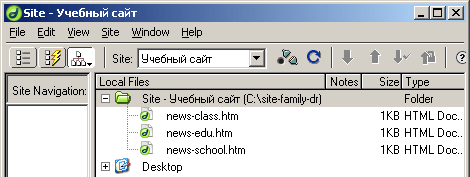 Site - Учебный сайт
File Edit View Site Window Help
Site: Учебный сайт
Site Navigation: Local Files Notes Size Type
Site - Учебный сайт (C:\site-family-dr) Folder
news-class.htm 1KB HTML Doc...
news-edu.htm 1KB HTML Doc...
news-school.htm 1KB HTML Doc...
Desktop